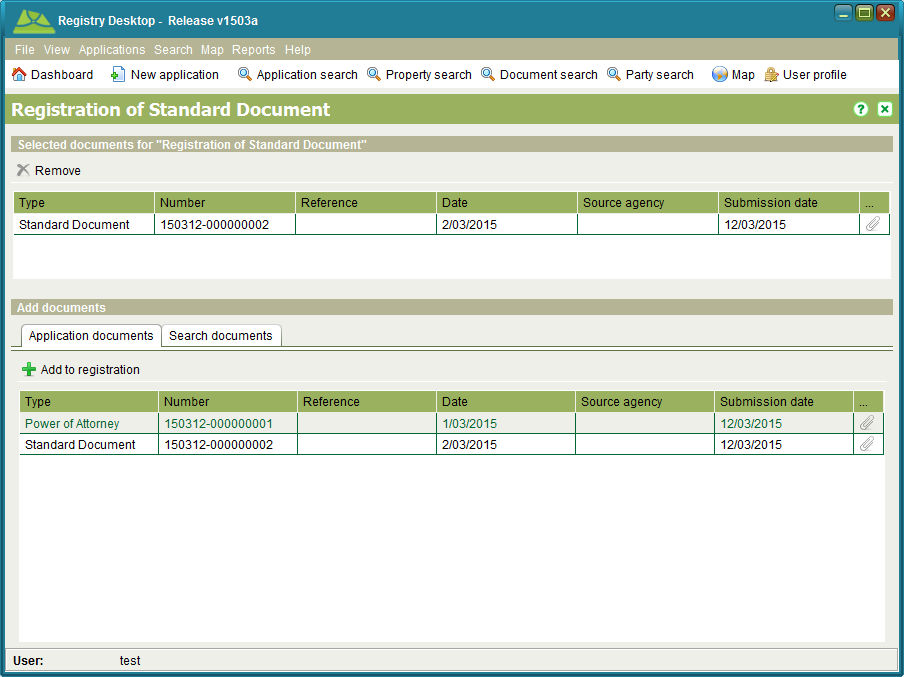 Registry Desktop - Release v1503a
File View Applications Search Map Reports Help
Dashboard New application Application search Property search Document search Party search Map User profile
Registration of Standard Document
Selected documents for "Registration of Standard Document"
Remove
Type Number Reference Date Source agency Submission date ...
Standard Document 150312-000000002 2/03/2015 12/03/2015
Add documents
Application documents Search documents
Add to registration
Type Number Reference Date Source agency Submission date ...
Power of Attorney 150312-000000001 1/03/2015 12/03/2015
Standard Document 150312-000000002 2/03/2015 12/03/2015
User: test